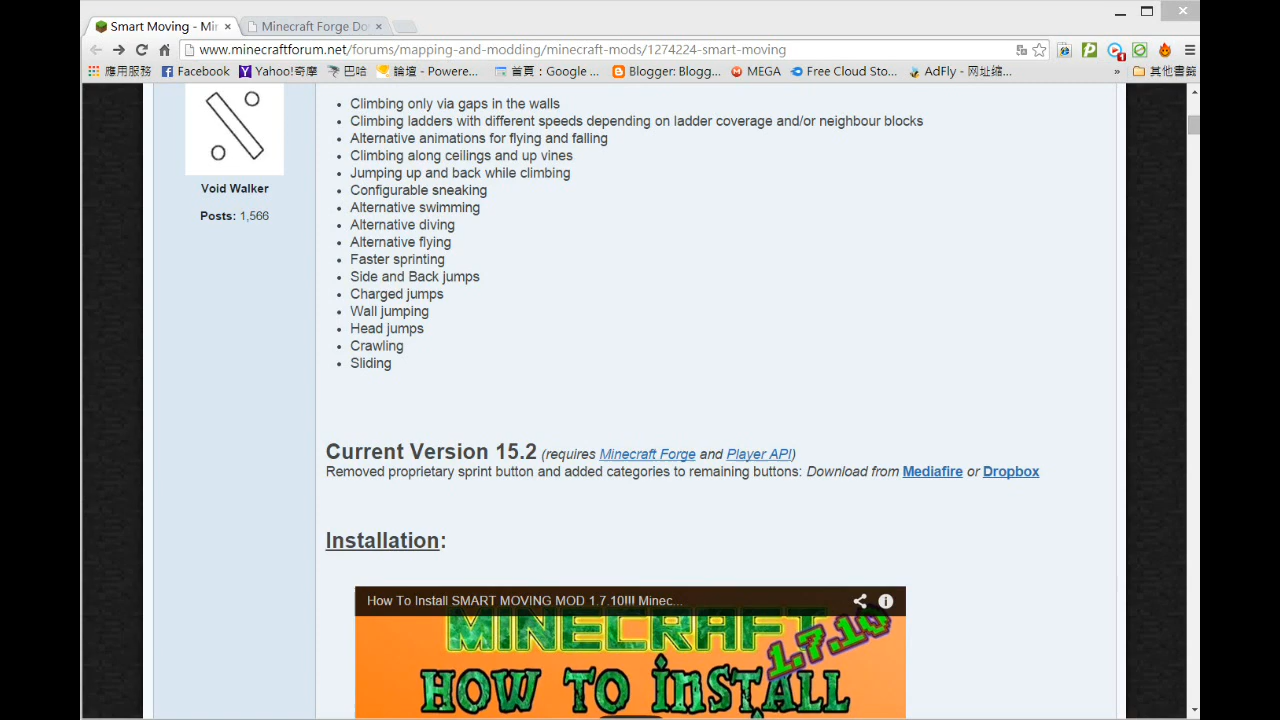 Smart Moving - Mi
Minecraft Forge Do
www.minecraftforum.net/forums/mapping-and-modding/minecraft-mods/1274224-smart-moving
應用服務 Facebook Yahoo!奇摩 巴哈 論壇 - Powere... 首頁：Google ... Blogger: Blogg... MEGA Free Cloud Sto... AdFly - 网址缩... » 其他書籤
• Climbing only via gaps in the walls
• Climbing ladders with different speeds depending on ladder coverage and/or neighbour blocks
• Alternative animations for flying and falling
• Climbing along ceilings and up vines
• Jumping up and back while climbing
• Configurable sneaking
• Alternative swimming
• Alternative diving
• Alternative flying
• Faster sprinting
• Side and Back jumps
• Charged jumps
• Wall jumping
• Head jumps
• Crawling
• Sliding
Void Walker
Posts: 1,566
Current Version 15.2 (requires Minecraft Forge and Player API)
Removed proprietary sprint button and added categories to remaining buttons: Download from Mediafire or Dropbox
Installation:
How To Install SMART MOVING MOD 1.7.10!!! Minec...
MINECRAFT
1.7.10
HOW TO INSTALL